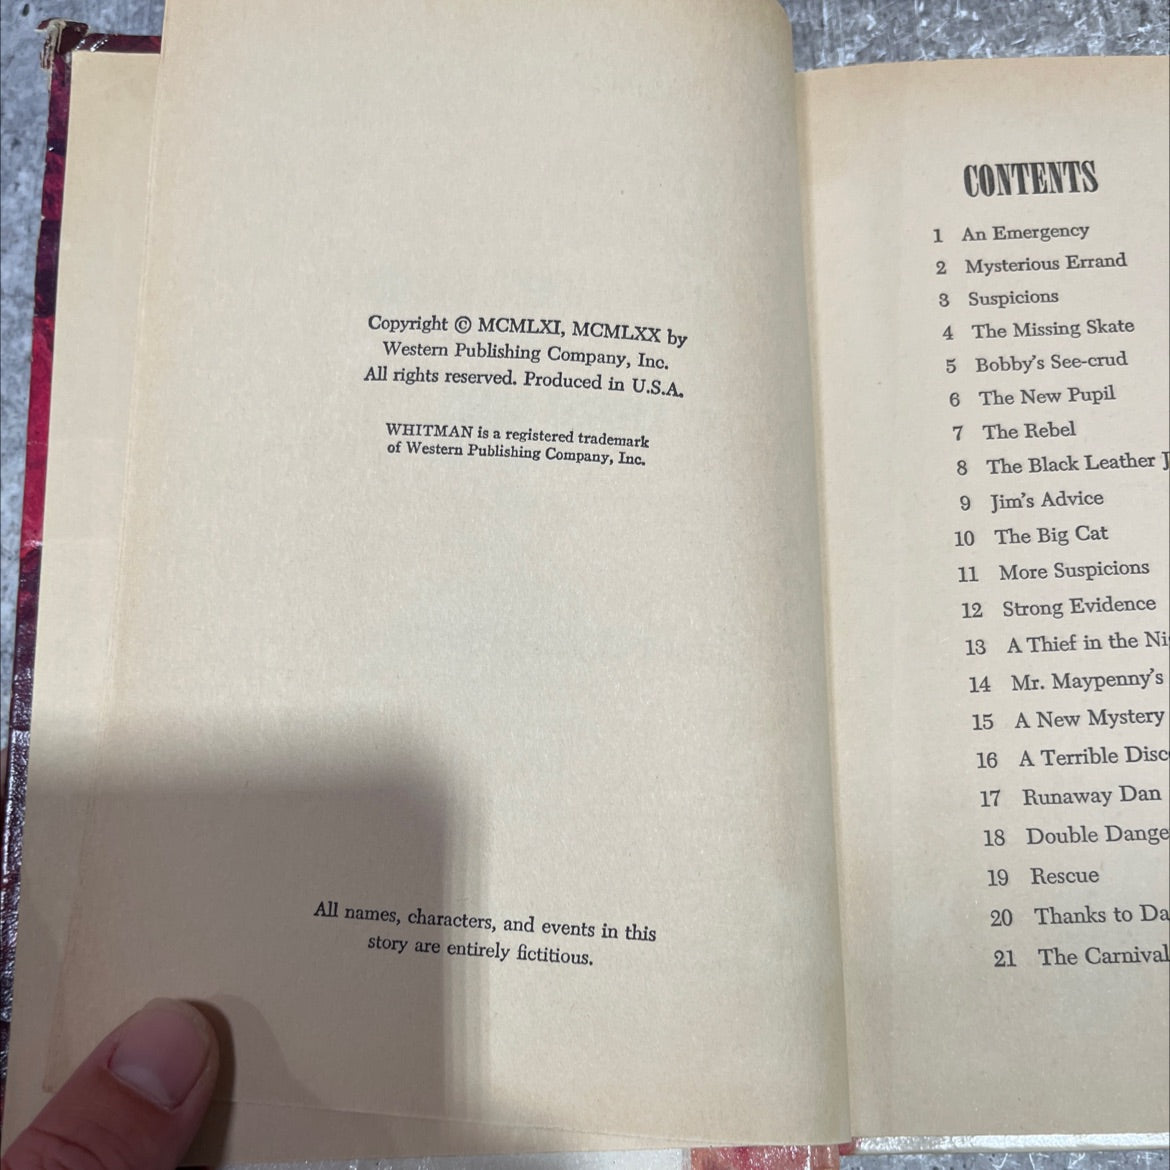 Copyright © MCMLXI, MCMLXX by
Western Publishing Company, Inc.
All rights reserved. Produced in U.S.A.
WHITMAN is a registered trademark
of Western Publishing Company, Inc.
All names, characters, and events in this
story are entirely fictitious.
CONTENTS
1 An Emergency
2 Mysterious Errand
3 Suspicions
4 The Missing Skate
5 Bobby's See-crud
6 The New Pupil
7 The Rebel
8 The Black Leather
9 Jim's Advice
10 The Big Cat
11 More Suspicions
12 Strong Evidence
13 A Thief in the
14 Mr. Maypenny's
15 A New Mystery
16 A Terrible
17 Runaway Dan
18 Double
19 Rescue
20 Thanks to
21 The Carnival